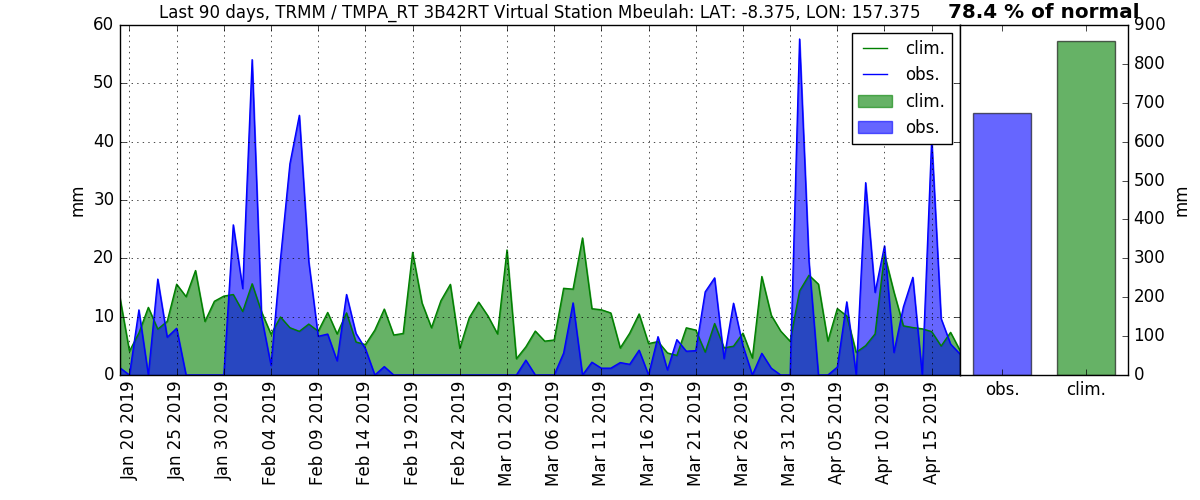 Last 90 days, TRMM / TMPA_RT 3B42RT Virtual Station Mbeulah: LAT: -8.375, LON: 157.375
78.4 % of normal
mm
60
50
40
30
20
10
0
clim.
obs.
clim.
obs.
900
800
700
600
500
400
300
200
100
0
mm
Jan 20 2019
Jan 25 2019
Jan 30 2019
Feb 04 2019
Feb 09 2019
Feb 14 2019
Feb 19 2019
Feb 24 2019
Mar 01 2019
Mar 06 2019
Mar 11 2019
Mar 16 2019
Mar 21 2019
Mar 26 2019
Mar 31 2019
Apr 05 2019
Apr 10 2019
Apr 15 2019
obs.
clim.